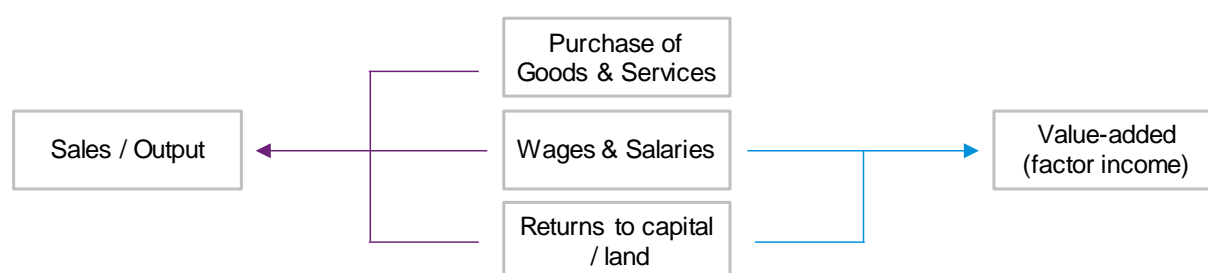 Purchase of
Goods & Services
Sales / Output
Wages & Salaries
Value-added
(factor income)
Returns to capital
/ land